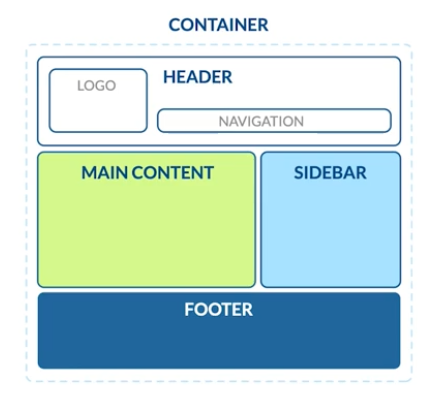 CONTAINER
HEADER
LOGO
NAVIGATION
MAIN CONTENT
SIDEBAR
FOOTER